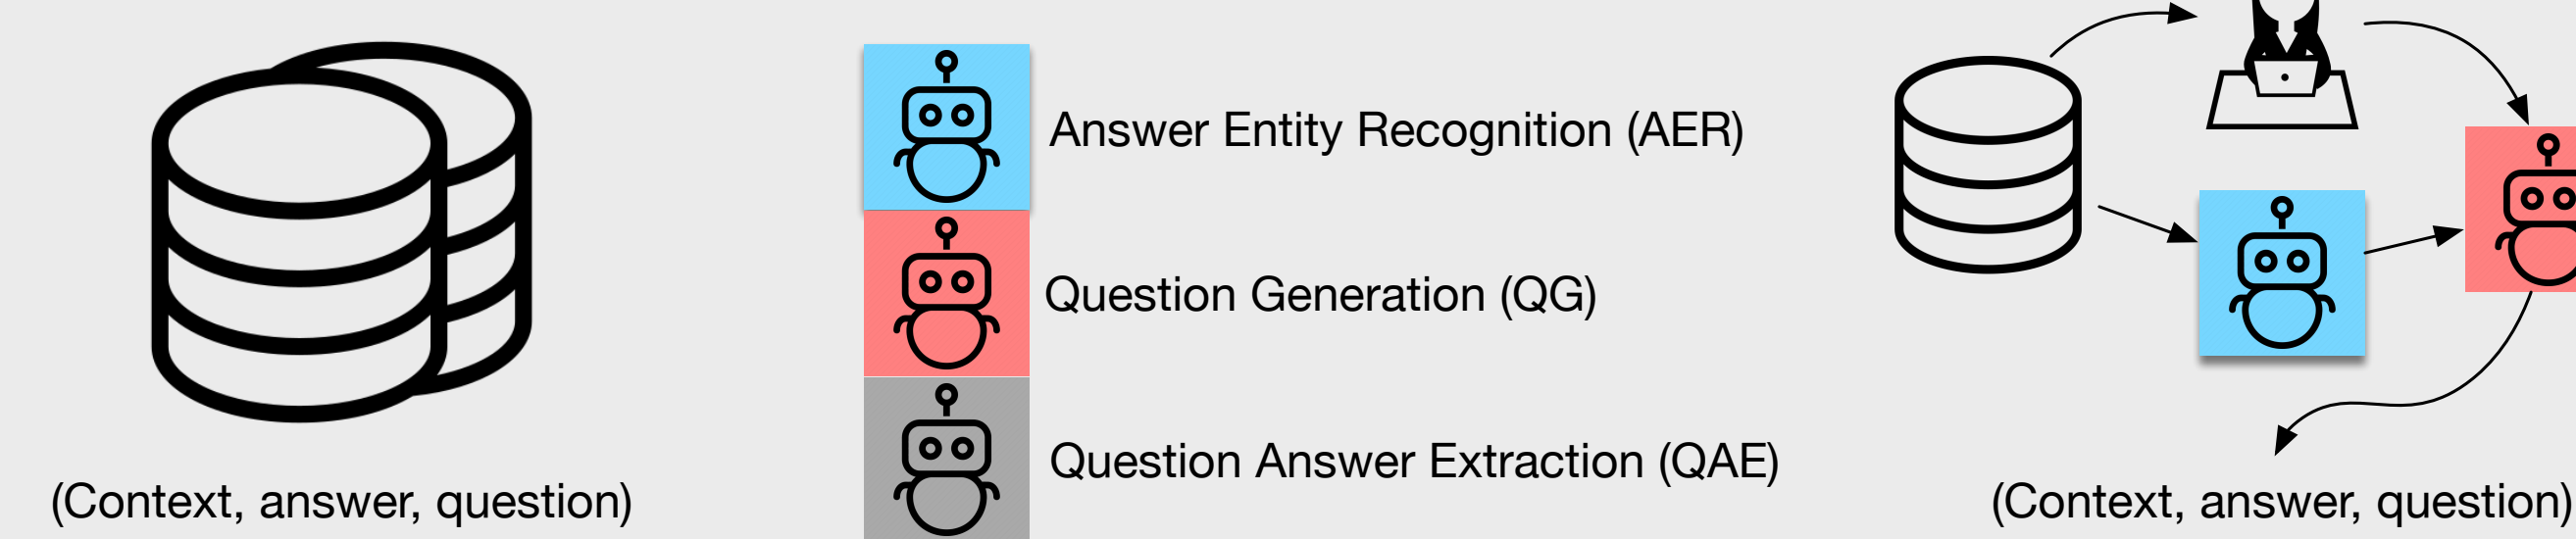 Answer Entity Recognition (AER)
Question Generation (QG)
Question Answer Extraction (QAE)
(Context, answer, question)
(Context, answer, question)